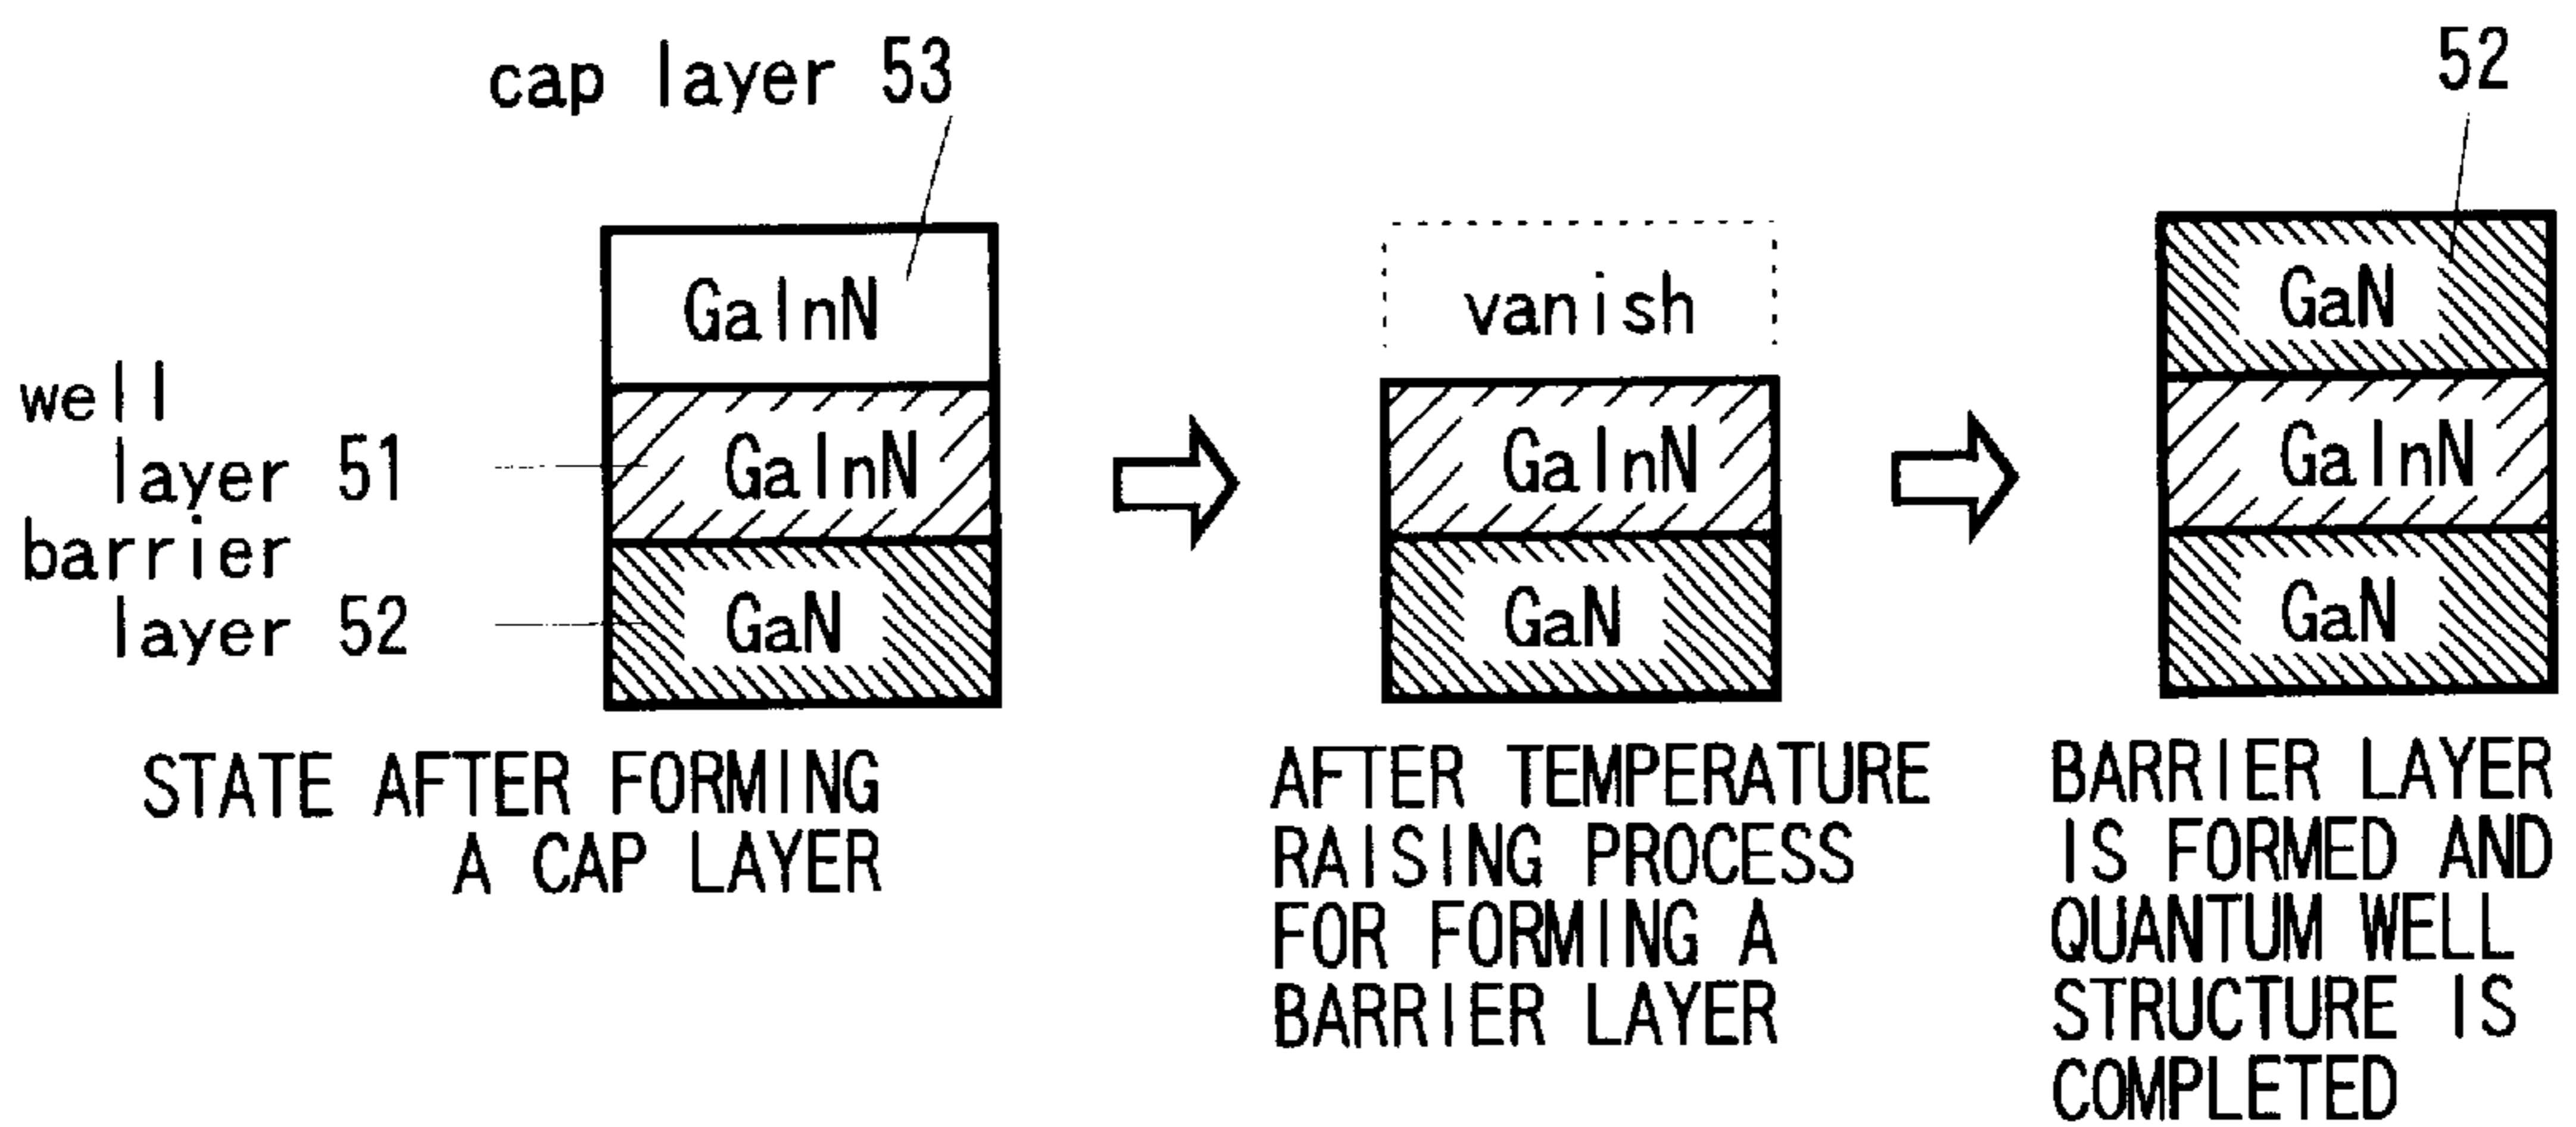 cap layer 53
52
GaInN
well
layer 51
GaInN
barrier
layer 52
GaN
STATE AFTER FORMING
A CAP LAYER
vanish
GaInN
GaN
AFTER TEMPERATURE
RAISING PROCESS
FOR FORMING A
BARRIER LAYER
GaN
GaInN
GaN
BARRIER LAYER
IS FORMED AND
QUANTUM WELL
STRUCTURE IS
COMPLETED